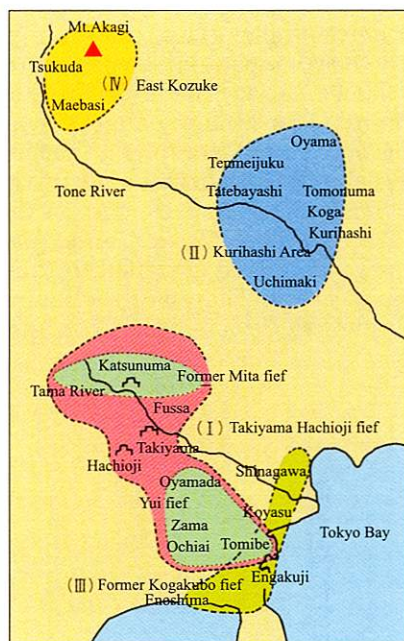 Mt.Akagi
Tsukuda
(Ⅳ) East Kozuke
Maebasi
Oyama
Tenmeijuku
Tone River
Tatebayashi
Tomonuma
Koga
Kurihashi
(Ⅱ) Kurihashi Area
Uchimaki
Katsunuma
Former Mita fief
Tama River
Fussa
(Ⅰ) Takiyama Hachioji fief
Takiyama
Hachioji
Shinagawa
Oyamada
Yui fief
Koyasu
Zama
Tokyo Bay
Ochiai
Tomibe
Engakuji
(Ⅲ) Former Kogakubo fief
Enoshima